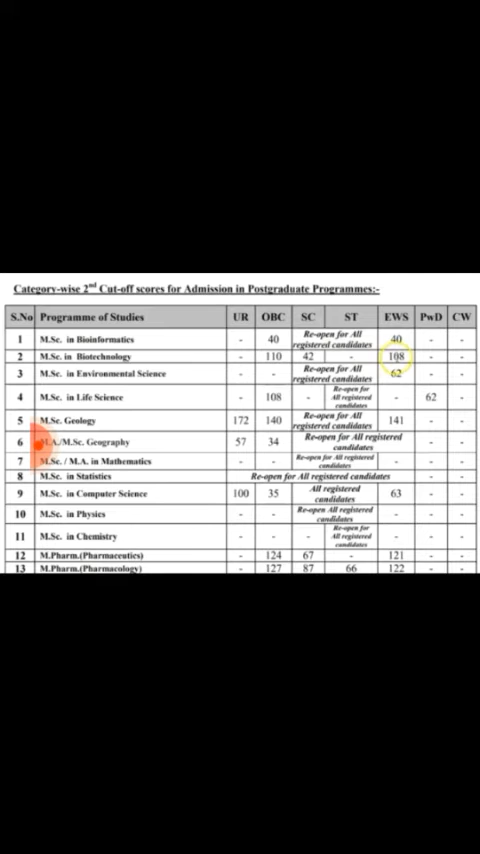 Category-wise 2nd Cut-off scores for Admission in Postgraduate Programmes:-
S.No Programme of Studies UR OBC SC ST EWS PwD CW
1 M.Sc. in Bioinformatics - 40 Re-open for All registered candidates 40 - -
2 M.Sc. in Biotechnology - 110 42 - 108 - -
3 M.Sc. in Environmental Science - - Re-open for All registered candidates 62 - -
4 M.Sc. in Life Science - 108 - Re-open for All registered candidates - 62 -
5 M.Sc. Geology 172 140 Re-open for All registered candidates 141 - -
6 M.A./M.Sc. Geography 57 34 Re-open for All registered candidates - -
7 M.Sc. / M.A. in Mathematics - - Re-open for All registered candidates - - -
8 M.Sc. in Statistics Re-open for All registered candidates - -
9 M.Sc. in Computer Science 100 35 All registered candidates 63 - -
10 M.Sc. in Physics - - Re-open All registered candidates - - -
11 M.Sc. in Chemistry - - - Re-open for All registered candidates - - -
12 M.Pharm.(Pharmaceutics) - 124 67 - 121 - -
13 M.Pharm.(Pharmacology) - 127 87 66 122 - -